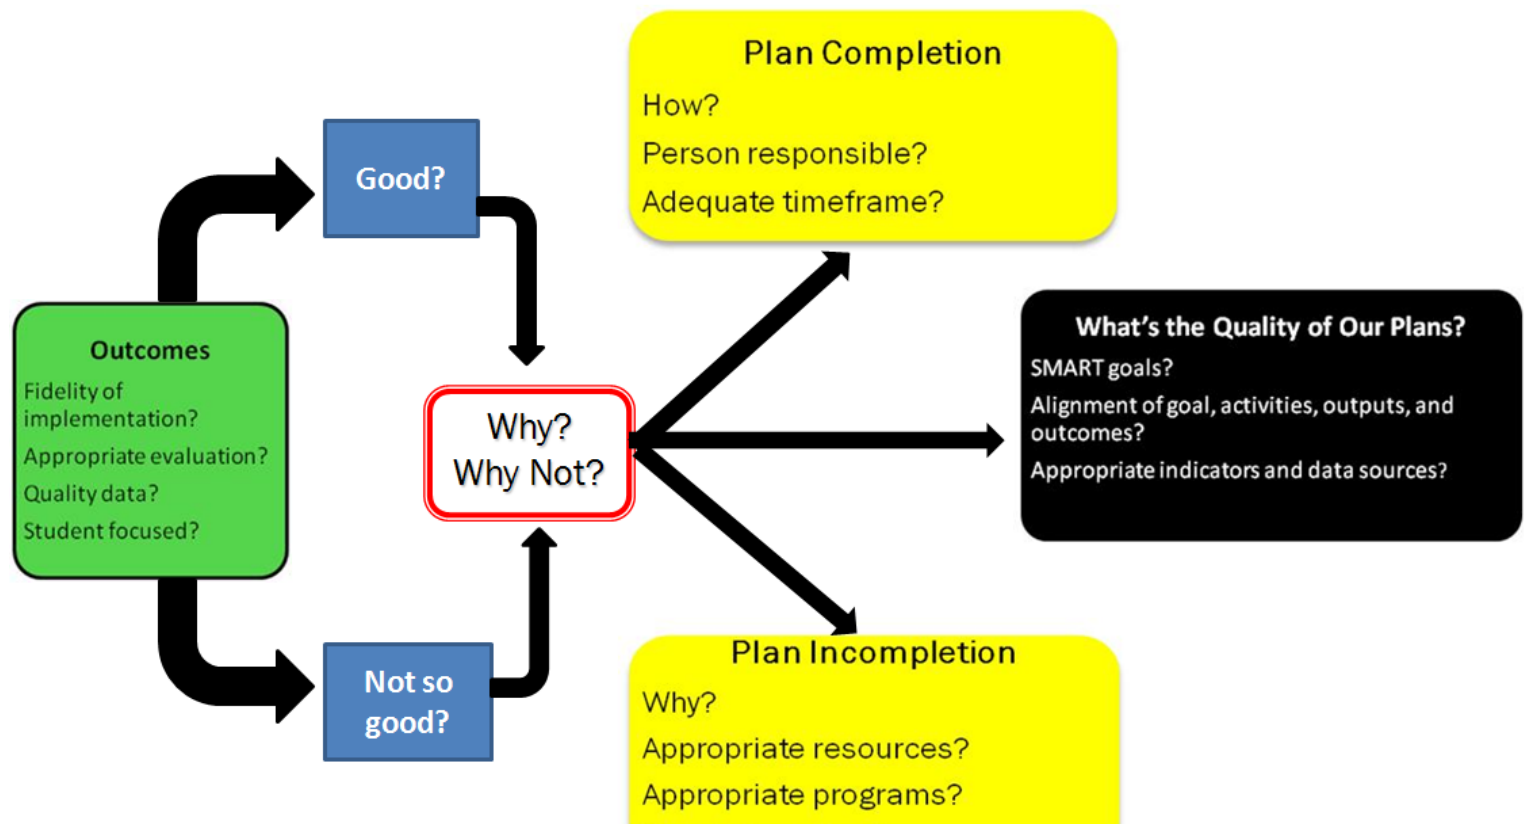 Plan Completion
How?
Person responsible?
Adequate timeframe?
Good?
Outcomes
Fidelity of
implementation?
Appropriate evaluation?
Quality data?
Student focused?
Why?
Why Not?
What's the Quality of Our Plans?
SMART goals?
Alignment of goal, activities, outputs, and
outcomes?
Appropriate indicators and data sources?
Not so
good?
Plan Incompletion
Why?
Appropriate resources?
Appropriate programs?